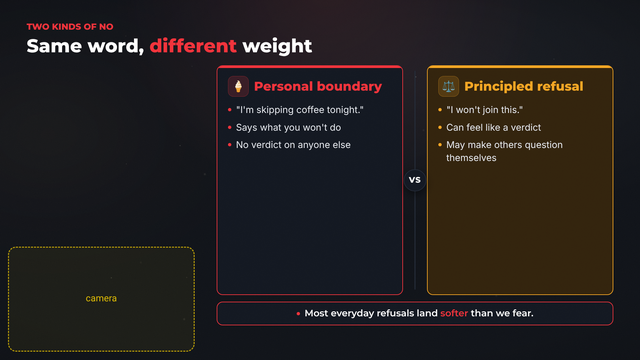 TWO KINDS OF NO
Same word, different weight
Personal boundary
"I'm skipping coffee tonight."
Says what you won't do
No verdict on anyone else
vs
Principled refusal
"I won't join this."
Can feel like a verdict
May make others question
themselves
camera
Most everyday refusals land softer than we fear.